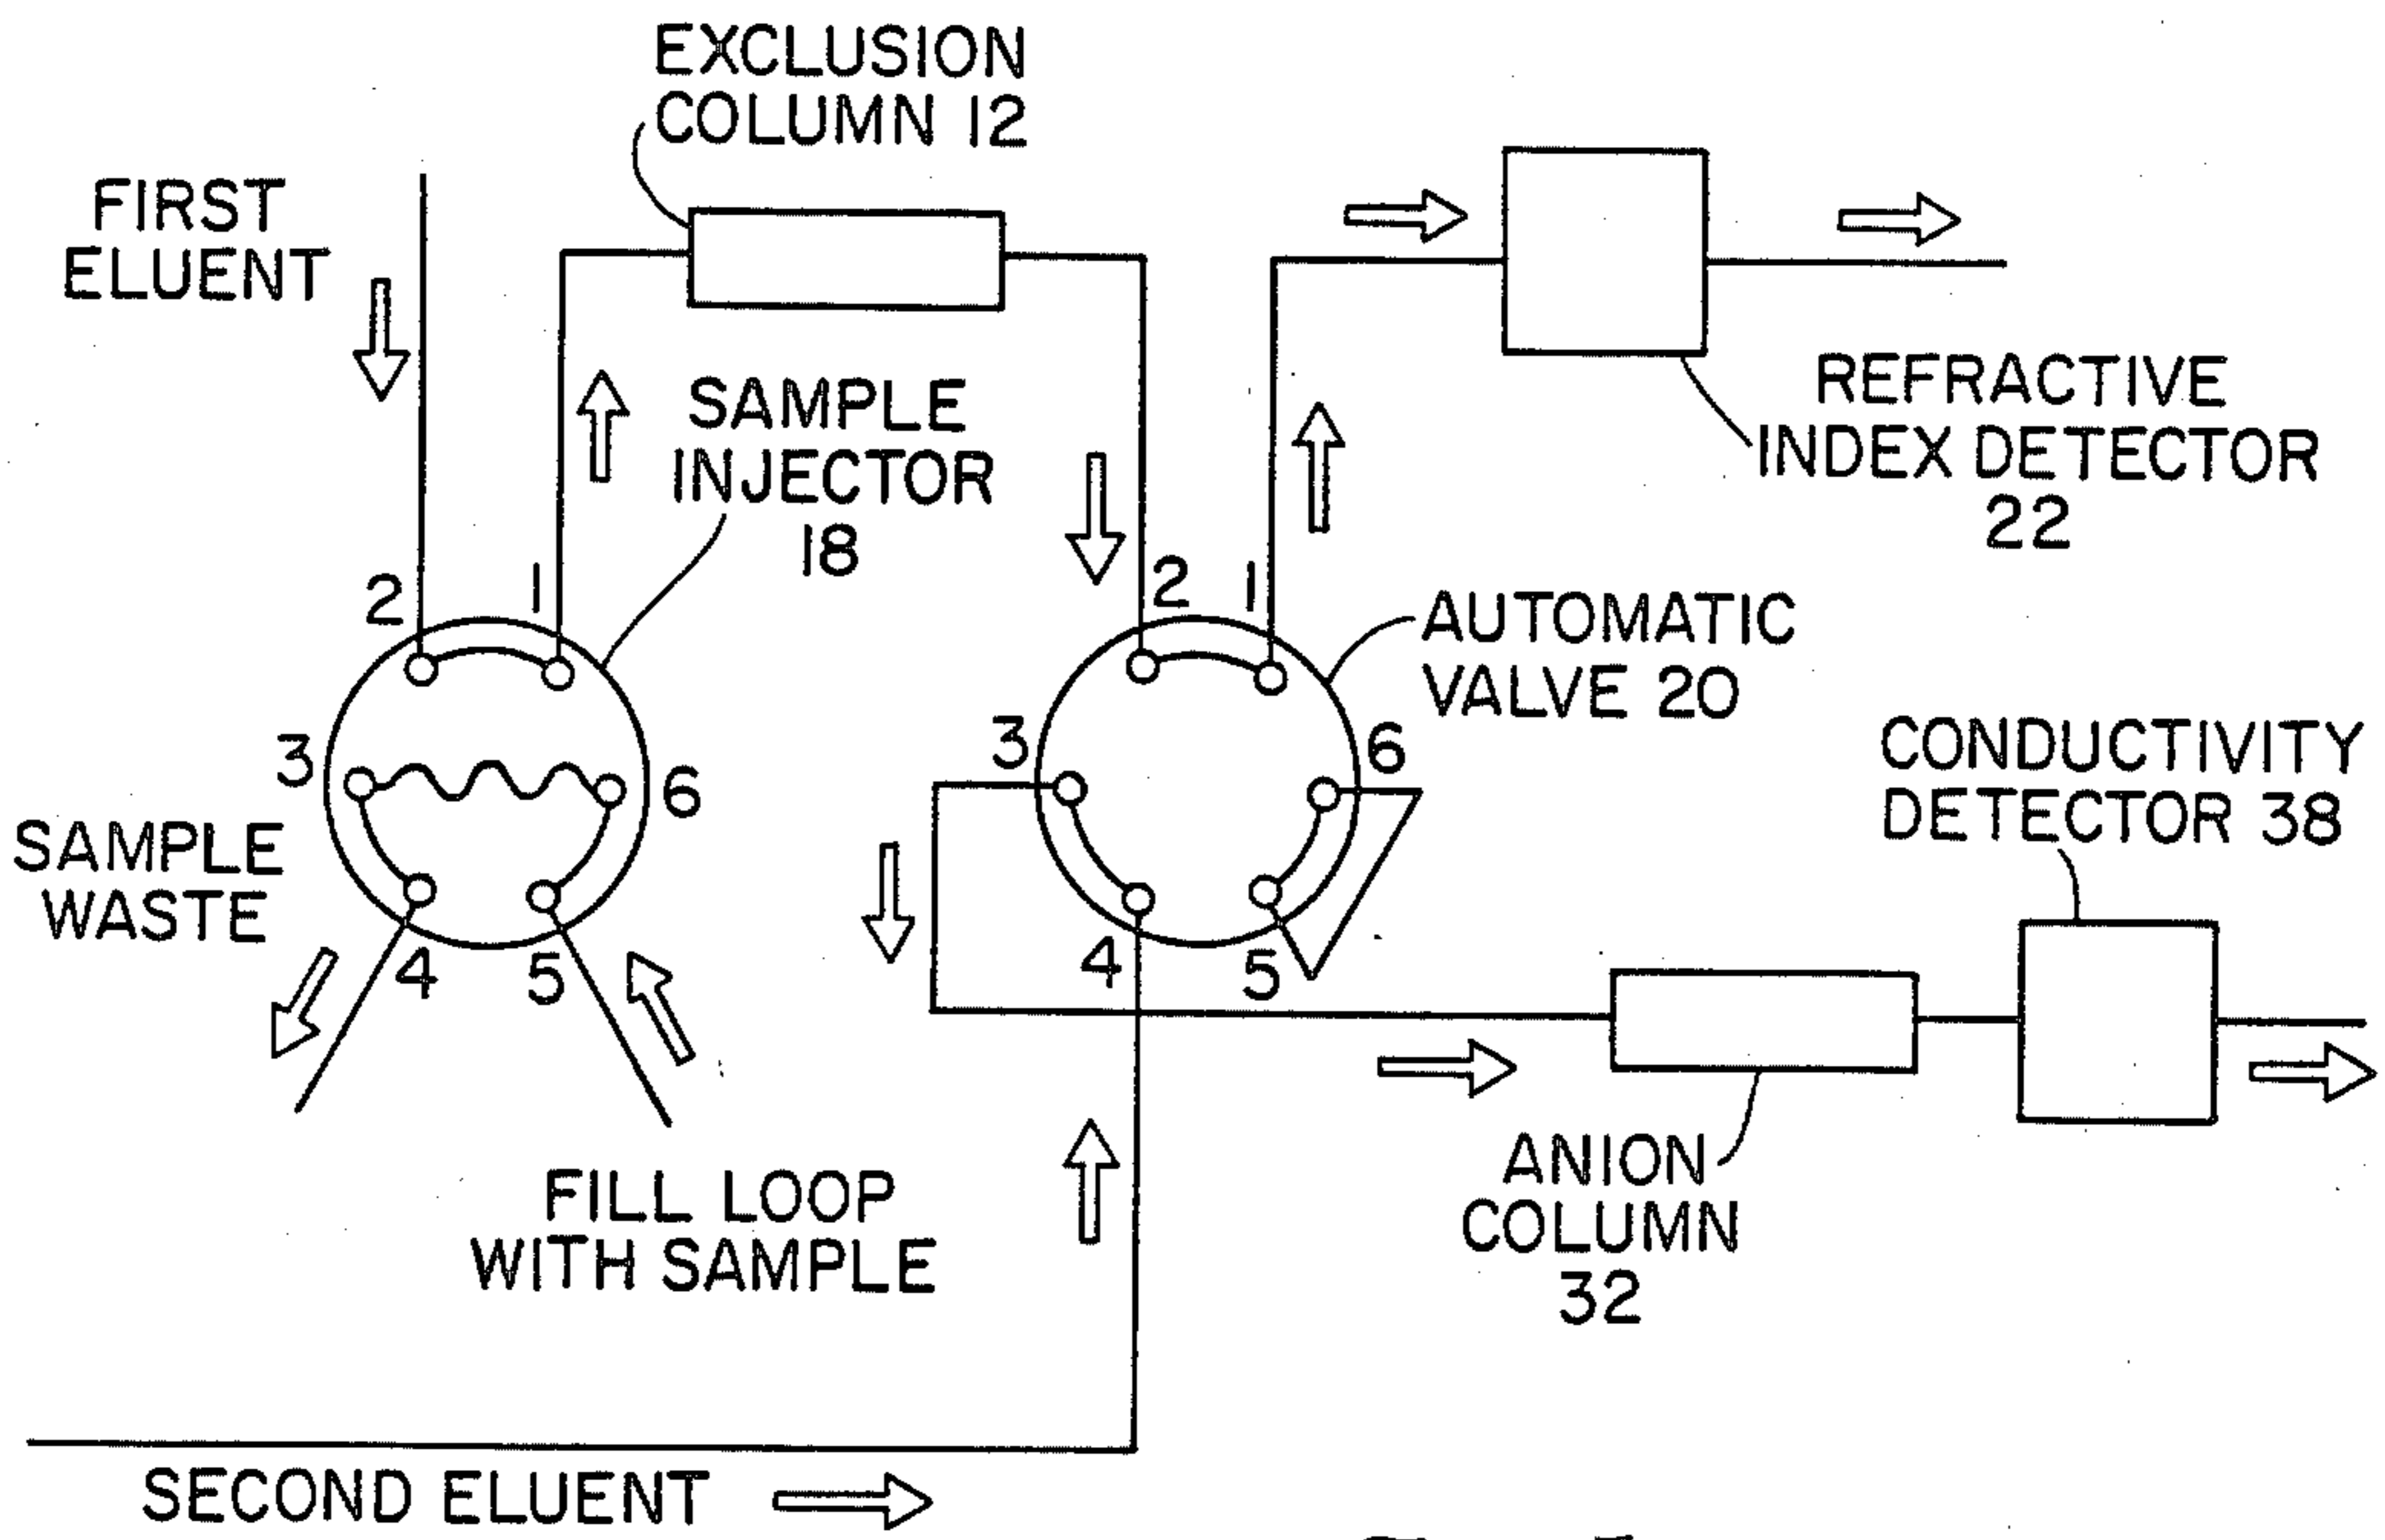 EXCLUSION
COLUMN 12
FIRST
ELUENT
SAMPLE
INJECTOR
18
REFRACTIVE
INDEX DETECTOR
22
2
1
3
6
4
5
SAMPLE
WASTE
FILL LOOP
WITH SAMPLE
2
1
3
6
4
5
AUTOMATIC
VALVE 20
CONDUCTIVITY
DETECTOR 38
ANION
COLUMN
32
SECOND ELUENT